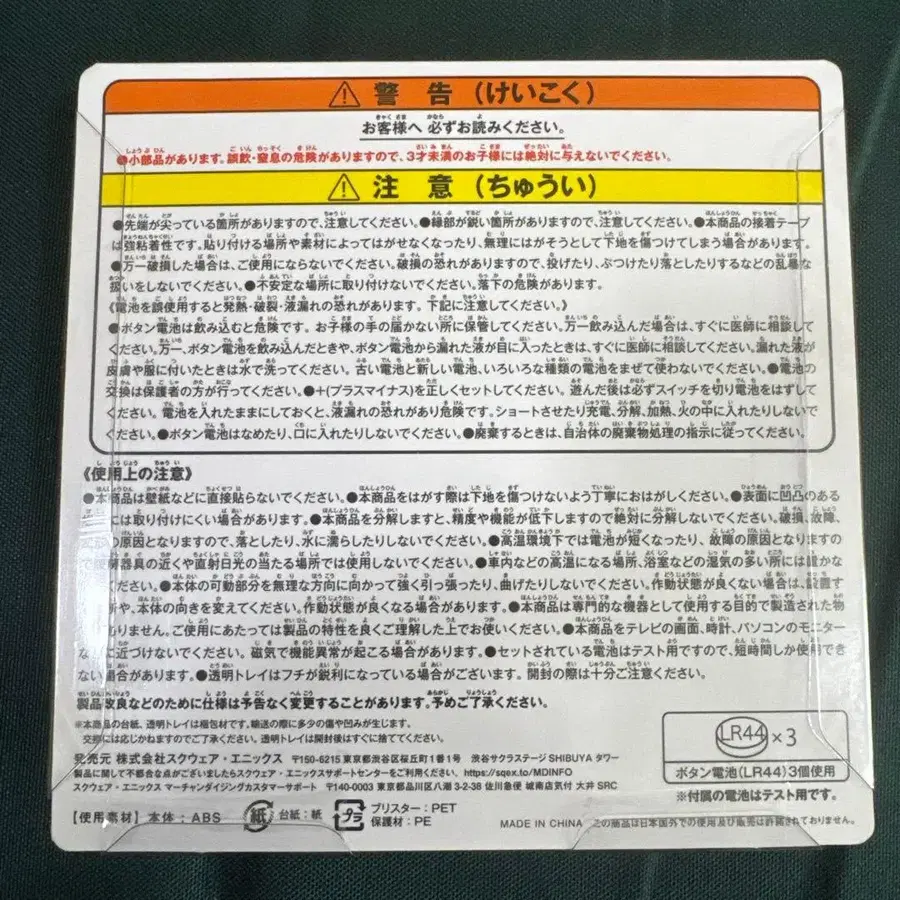 ⚠ 警告(けいこく)
お客様へ 必ずお読みください。
●小部品があります。誤飲・窒息の危険がありますので、3才未満のお子様には絶対に与えないでください。
⚠ 注意(ちゅうい)
●先端が尖っている箇所がありますので、注意してください。●縁部が鋭い箇所がありますので、注意してください。●本商品の接着テープ
は強粘着性です。貼り付ける場所や素材によってはがせなくなったり、無理にはがそうとして下地を傷つけてしまう場合があります。
●万一破損した場合は、ご使用にならないでください。破損の恐れがありますので、投げたり、ぶつけたり落としたりするなどの乱暴な
扱いをしないでください。●不安定な場所に取り付けないでください。落下の危険があります。
《電池を誤使用すると発熱・破裂・液漏れの恐れがあります。下記に注意してください。》
●ボタン電池は飲み込むと危険です。お子様の手の届かない所に保管してください。万一飲み込んだ場合は、すぐに医師に相談して
ください。万一、ボタン電池を飲み込んだときや、ボタン電池から漏れた液が目に入ったときは、すぐに医師に相談してください。漏れた液が
皮膚や服に付いたときは水で洗ってください。古い電池と新しい電池、いろいろな種類の電池をまぜて使わないでください。●電池の
交換は保護者の方が行ってください。●+-(プラスマイナス)を正しくセットしてください。遊んだ後は必ずスイッチを切り電池をはずして
ください。電池を入れたままにしておくと、液漏れの恐れがあり危険です。ショートさせたり充電、分解、加熱、火の中に入れたりしないで
ください。●ボタン電池はなめたり、口に入れたりしないでください。●廃棄するときは、自治体の廃棄物処理の指示に従ってください。
《使用上の注意》
●本商品は壁紙などに直接貼らないでください。●本商品をはがす際は下地を傷つけないよう丁寧におはがしください。●表面に凹凸のある
には取り付けにくい場合があります。●本商品を分解しますと、精度や機能が低下しますので絶対に分解しないでください。破損、故障、
の原因となりますので、落としたり、水に濡らしたりしないでください。●高温環境下では電池が短くなったり、故障の原因となりますので
器具の近くや直射日光の当たる場所では使用しないでください。●車内などの高温になる場所、浴室などの湿気の多い所には置かな
ください。●本体の可動部分を無理な方向に向かって強く引っ張ったり、曲げたりしないでください。作動状態が良くない場合は、設置す
所や、本体の向きを変えてください。作動状態が良くなる場合があります。●本商品は専門的な機器として使用する目的で製造された物
ありません。ご使用にあたっては製品の特性を良くご理解した上でお使いください。●本商品をテレビの画面、時計、パソコンのモニター
などに近づけないでください。磁気で機能異常が起こる場合があります。●セットされている電池はテスト用ですので、短時間しか使用でき
ない場合があります。●透明トレイはフチが鋭利になっている場合がございます。開封の際は十分ご注意ください。
製品改良などのために仕様は予告なく変更することがあります。予めご了承ください。
※本商品の台紙、透明トレイは梱包材です。輸送の際に多少の傷や凹みが生じます。
交換には応じかねますのでご了承ください。透明トレイは開封後はすぐに捨ててください。
発売元 株式会社スクウェア・エニックス 〒150-6215 東京都渋谷区桜丘町1番1号 渋谷サクラステージ SHIBUYA タワー
製品に関して不都合な点がございましたらスクウェア・エニックスサポートセンターをご利用ください。https://sqex.to/MDINFO
スクウェア・エニックス マーチャンダイジングカスタマーサポート 〒140-0003 東京都品川区八潮 3-2-38 佐川急便 城南店気付 大井 SRC
LR44×3
ボタン電池(LR44)3個使用
※付属の電池はテスト用です。
【使用素材】本体:ABS 紙 台紙:紙 プラ ブリスター:PET
保護材:PE
MADE IN CHINA この商品は日本国外での使用及び販売は許諾されておりません。